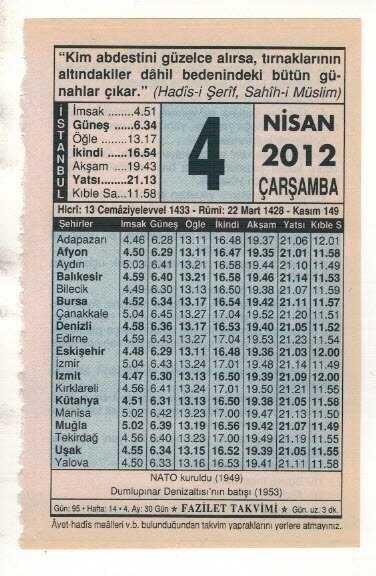 “Kim abdestini güzelce alırsa, tırnaklarının
altındakiler dâhil bedenindeki bütün gü-
nahlar çıkar.” (Hadîs-i Şerîf, Sahîh-i Müslim)
İSTANBUL
İmsak ........4.51
Güneş ......6.34
Öğle ........13.17
İkindi ......16.54
Akşam ....19.43
Yatsı.......21.13
Kıble Sa...11.58
4
NİSAN
2012
ÇARŞAMBA
Hicrî: 13 Cemâziyelevvel 1433 - Rûmî: 22 Mart 1428 - Kasım 149
Şehirler İmsak Güneş Öğle İkindi Akşam Yatsı Kıble S
Adapazarı 4.46 6.28 13.11 16.48 19.37 21.06 12.01
Afyon 4.50 6.29 13.11 16.47 19.35 21.01 11.58
Aydın 5.03 6.41 13.21 16.58 19.44 21.10 11.49
Balıkesir 4.59 6.40 13.21 16.58 19.46 21.14 11.53
Bilecik 4.49 6.30 13.13 16.50 19.38 21.07 11.59
Bursa 4.52 6.34 13.17 16.54 19.42 21.11 11.57
Çanakkale 5.04 6.45 13.27 17.04 19.52 21.20 11.51
Denizli 4.58 6.36 13.17 16.53 19.40 21.05 11.52
Edirne 4.59 6.43 13.27 17.04 19.53 21.23 11.54
Eskişehir 4.48 6.29 13.11 16.48 19.36 21.03 12.00
İzmir 5.04 6.43 13.24 17.01 19.48 21.14 11.49
İzmit 4.47 6.30 13.13 16.50 19.39 21.09 12.00
Kırklareli 4.56 6.41 13.24 17.01 19.50 21.21 11.55
Kütahya 4.51 6.31 13.13 16.50 17.00 19.38 21.05 11.58
Manisa 5.02 6.42 13.23 17.00 19.47 21.13 11.50
Muğla 5.02 6.39 13.19 16.56 19.42 21.07 11.49
Tekirdağ 4.56 6.40 13.23 17.00 19.49 21.19 11.55
Uşak 4.55 6.34 13.15 16.52 19.39 21.05 11.55
Yalova 4.50 6.33 13.16 16.53 19.41 21.11 11.58
NATO kuruldu (1949)
Dumlupınar Denizaltısı'nın batışı (1953)
Gün: 95 • Hafta: 14 • 4. Ay: 30 Gün ★ FAZİLET TAKVİMİ ★ Gün. uz. 3 dk.
Âyet-hadîs meâlleri v.b. bulunduğundan takvim yapraklarını yerlere atmayınız.